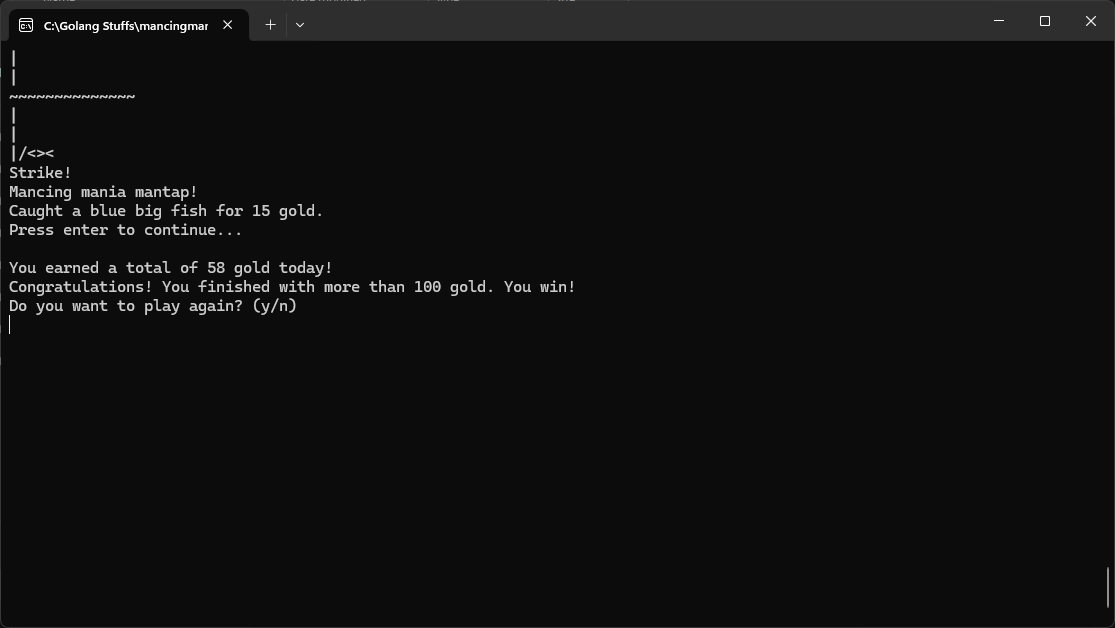 C:\Golang Stuffs\mancingmar
|
|
~~~~~~~~~~~~~~
|
|
|/<><
Strike!
Mancing mania mantap!
Caught a blue big fish for 15 gold.
Press enter to continue...
You earned a total of 58 gold today!
Congratulations! You finished with more than 100 gold. You win!
Do you want to play again? (y/n)